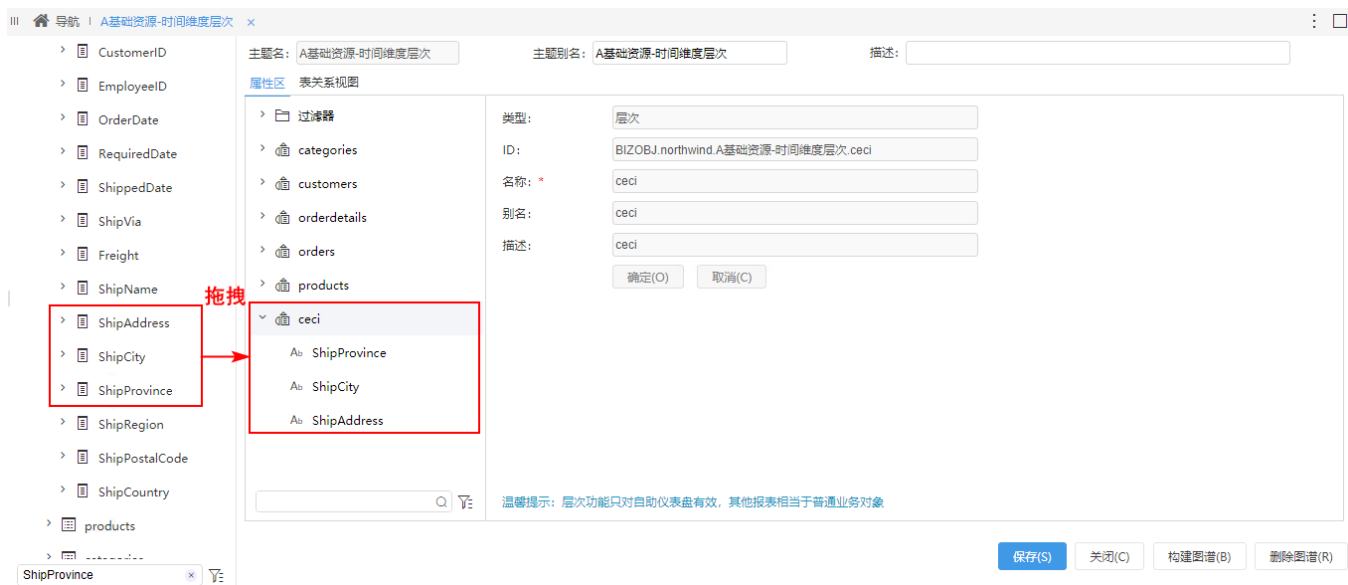 导航 A基础资源-时间维度层次 ×
CustomerID
EmployeeID
OrderDate
RequiredDate
ShippedDate
ShipVia
Freight
ShipName
ShipAddress
ShipCity
ShipProvince
ShipRegion
ShipPostalCode
ShipCountry
products
ShipProvince ×
拖拽
主题名: A基础资源-时间维度层次 主题别名: A基础资源-时间维度层次 描述:
属性区 表关系视图
过滤器
categories
customers
orderdetails
orders
products
ceci
Ab ShipProvince
Ab ShipCity
Ab ShipAddress
类型: 层次
ID: BIZOBJ.northwind.A基础资源-时间维度层次.ceci
名称: * ceci
别名: ceci
描述: ceci
确定(O) 取消(C)
温馨提示: 层次功能只对自助仪表盘有效, 其他报表相当于普通业务对象
保存(S) 关闭(C) 构建图谱(B) 删除图谱(R)